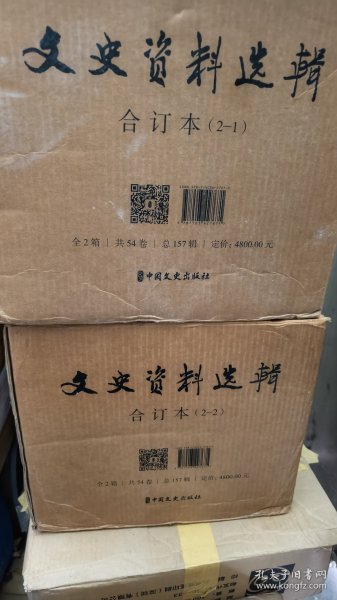 文史资料选辑
合订本(2-1)
全2箱 | 共54卷 | 总157辑 | 定价：4800.00元
中国文史出版社
文史资料选辑
合订本(2-2)
全2箱 | 共54卷 | 总157辑 | 定价：4800.00元
中国文史出版社
孔夫子旧书网
www.kongfz.com